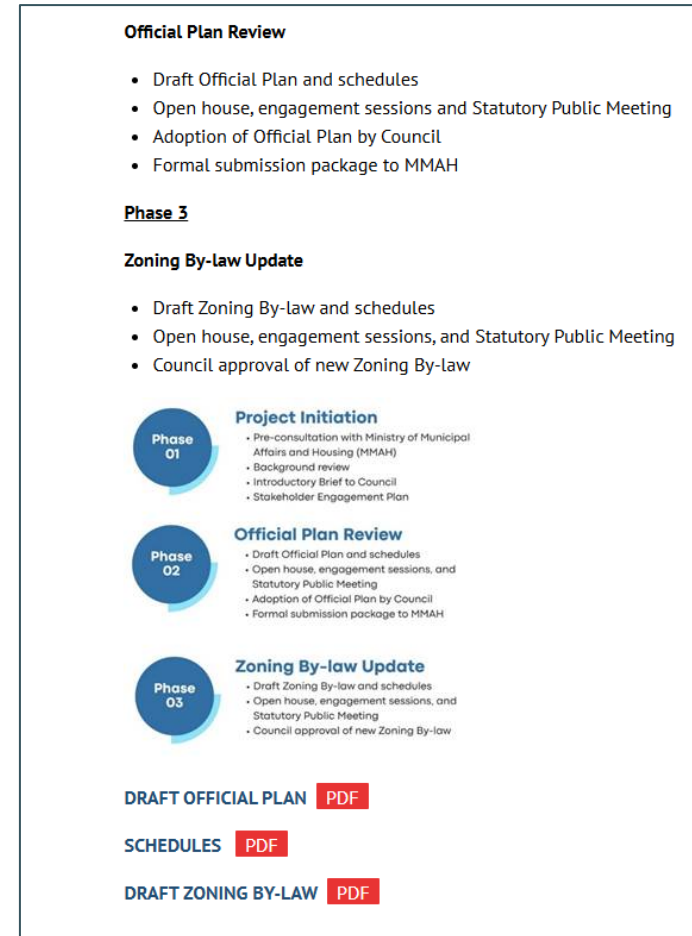 Official Plan Review
• Draft Official Plan and schedules
• Open house, engagement sessions and Statutory Public Meeting
• Adoption of Official Plan by Council
• Formal submission package to MMAH
Phase 3
Zoning By-law Update
• Draft Zoning By-law and schedules
• Open house, engagement sessions, and Statutory Public Meeting
• Council approval of new Zoning By-law
Phase
01
Project Initiation
• Pre-consultation with Ministry of Municipal
Affairs and Housing (MMAH)
• Background review
• Introductory Brief to Council
• Stakeholder Engagement Plan
Phase
02
Official Plan Review
• Draft Official Plan and schedules
• Open house, engagement sessions, and
Statutory Public Meeting
• Adoption of Official Plan by Council
• Formal submission package to MMAH
Phase
03
Zoning By-law Update
• Draft Zoning By-law and schedules
• Open house, engagement sessions, and
Statutory Public Meeting
• Council approval of new Zoning By-law
DRAFT OFFICIAL PLAN PDF
SCHEDULES PDF
DRAFT ZONING BY-LAW PDF